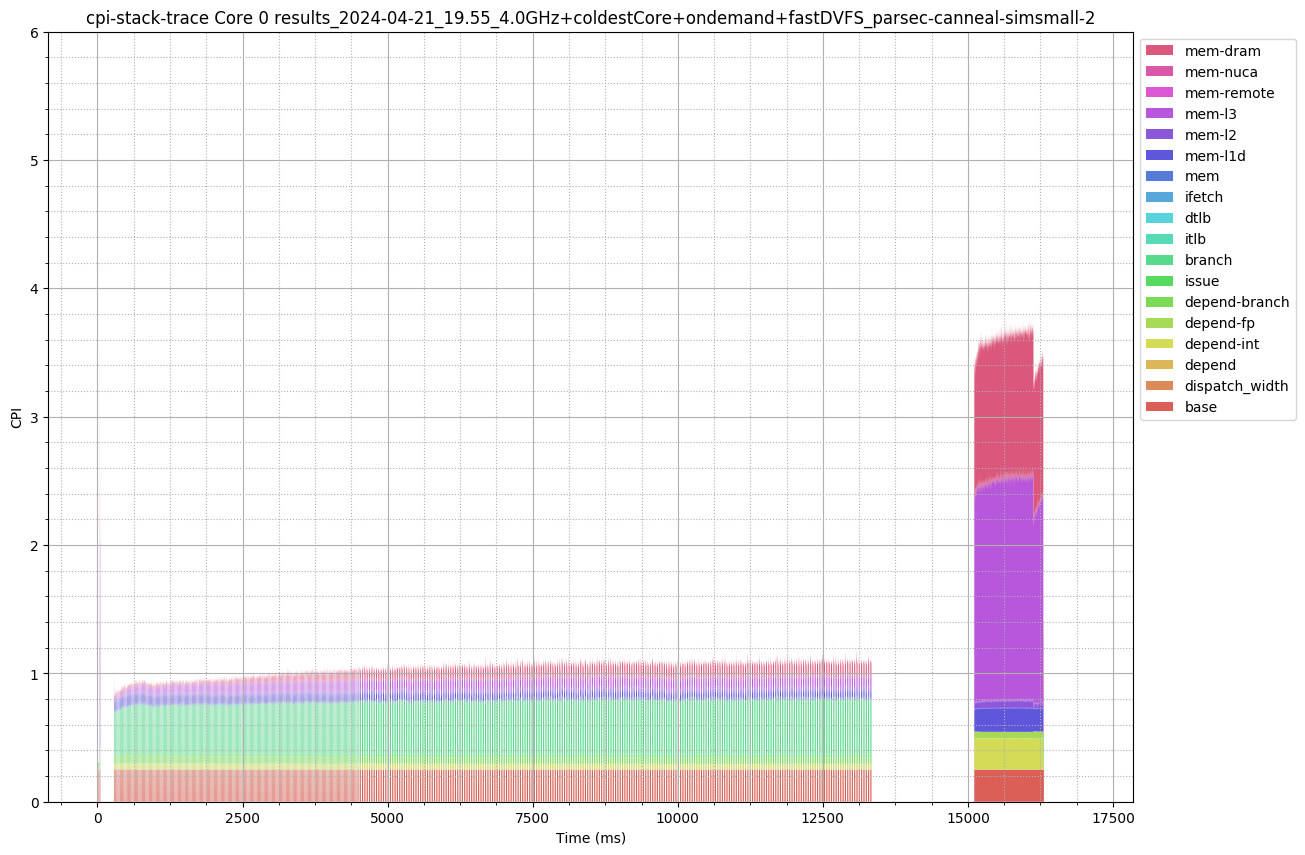 cpi-stack-trace Core 0 results_2024-04-21_19.55_4.0GHz+coldestCore+ondemand+fastDVFS_parsec-canneal-simsmall-2
6
5
4
3
2
1
0
CPI
0
2500
5000
7500
10000
12500
15000
17500
Time (ms)
mem-dram
mem-nuca
mem-remote
mem-l3
mem-l2
mem-l1d
mem
ifetch
dtlb
itlb
branch
issue
depend-branch
depend-fp
depend-int
depend
dispatch_width
base